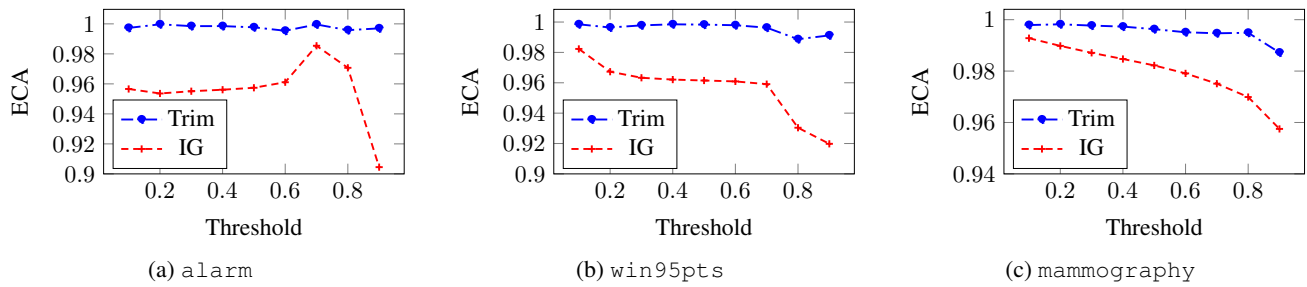 1
0.98
0.96
0.94
0.92
0.9
ECA
Trim
IG
0.2 0.4 0.6 0.8
Threshold
(a) alarm
1
0.98
0.96
0.94
0.92
0.9
ECA
Trim
IG
0.2 0.4 0.6 0.8
Threshold
(b) win95pts
1
0.98
0.96
0.94
ECA
Trim
IG
0.2 0.4 0.6 0.8
Threshold
(c) mammography